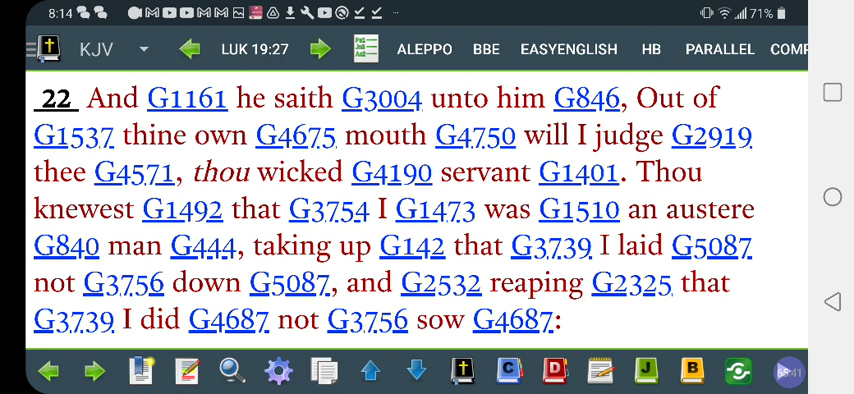 8:14 71%
KJV LUK 19:27 ALEPPO BBE EASYENGLISH HB PARALLEL COMP
22 And G1161 he saith G3004 unto him G846, Out of
G1537 thine own G4675 mouth G4750 will I judge G2919
thee G4571, thou wicked G4190 servant G1401. Thou
knewest G1492 that G3754 I G1473 was G1510 an austere
G840 man G444, taking up G142 that G3739 I laid G5087
not G3756 down G5087, and G2532 reaping G2325 that
G3739 I did G4687 not G3756 sow G4687:
C D J B